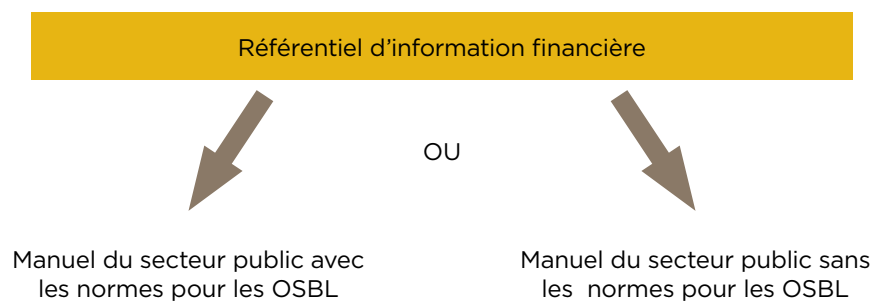 Référentiel d'information financière
OU
Manuel du secteur public avec
les normes pour les OSBL
Manuel du secteur public sans
les normes pour les OSBL